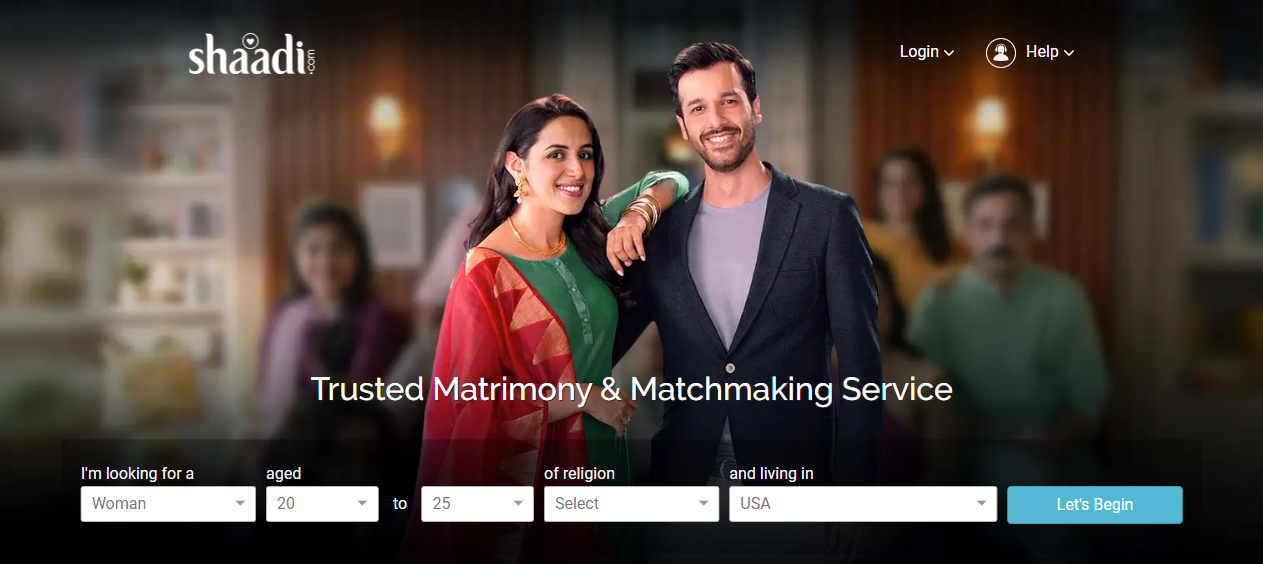 shaadi.com
Login
Help
Trusted Matrimony & Matchmaking Service
I'm looking for a
aged
of religion
and living in
Woman
20
to
25
Select
USA
Let's Begin